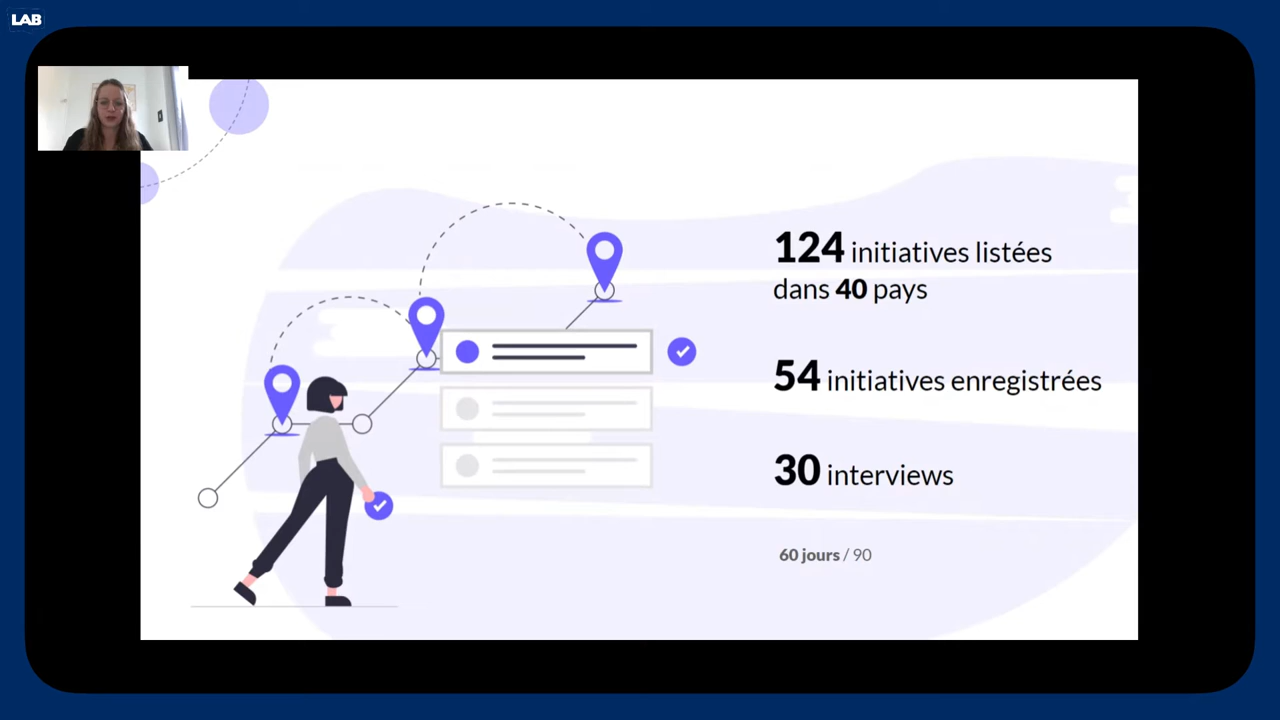 LAB
124 initiatives listées
dans 40 pays
54 initiatives enregistrées
30 interviews
60 jours / 90